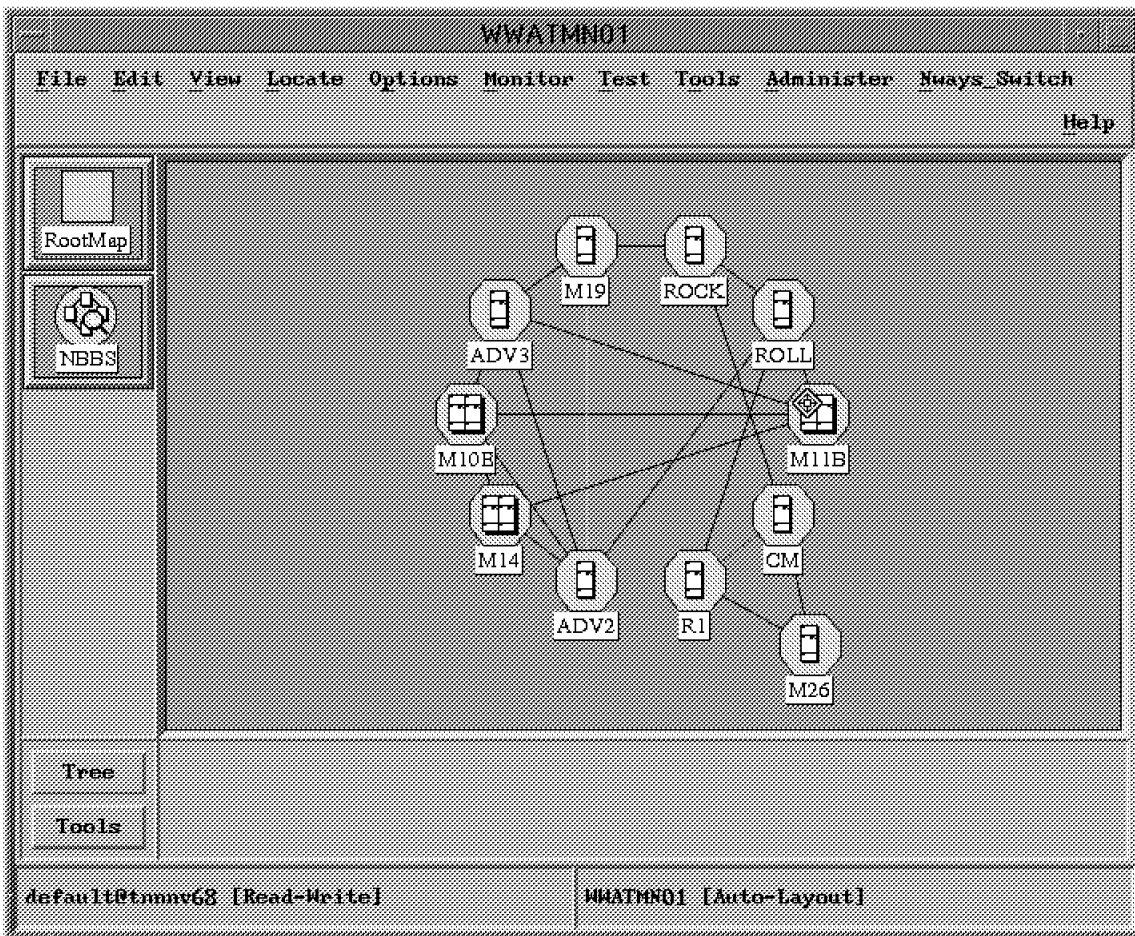 WWATMN01
File Edit View Locate Options Monitor Test Tools Administer Nways_Switch
Help
RootMap
NBBS
M19
ROCK
ADV3
ROLL
M10E
M11B
M14
CM
ADV2
R1
M26
Tree
Tools
default@tnnnv68 [Read-Write]
WWATMN01 [Auto-Layout]